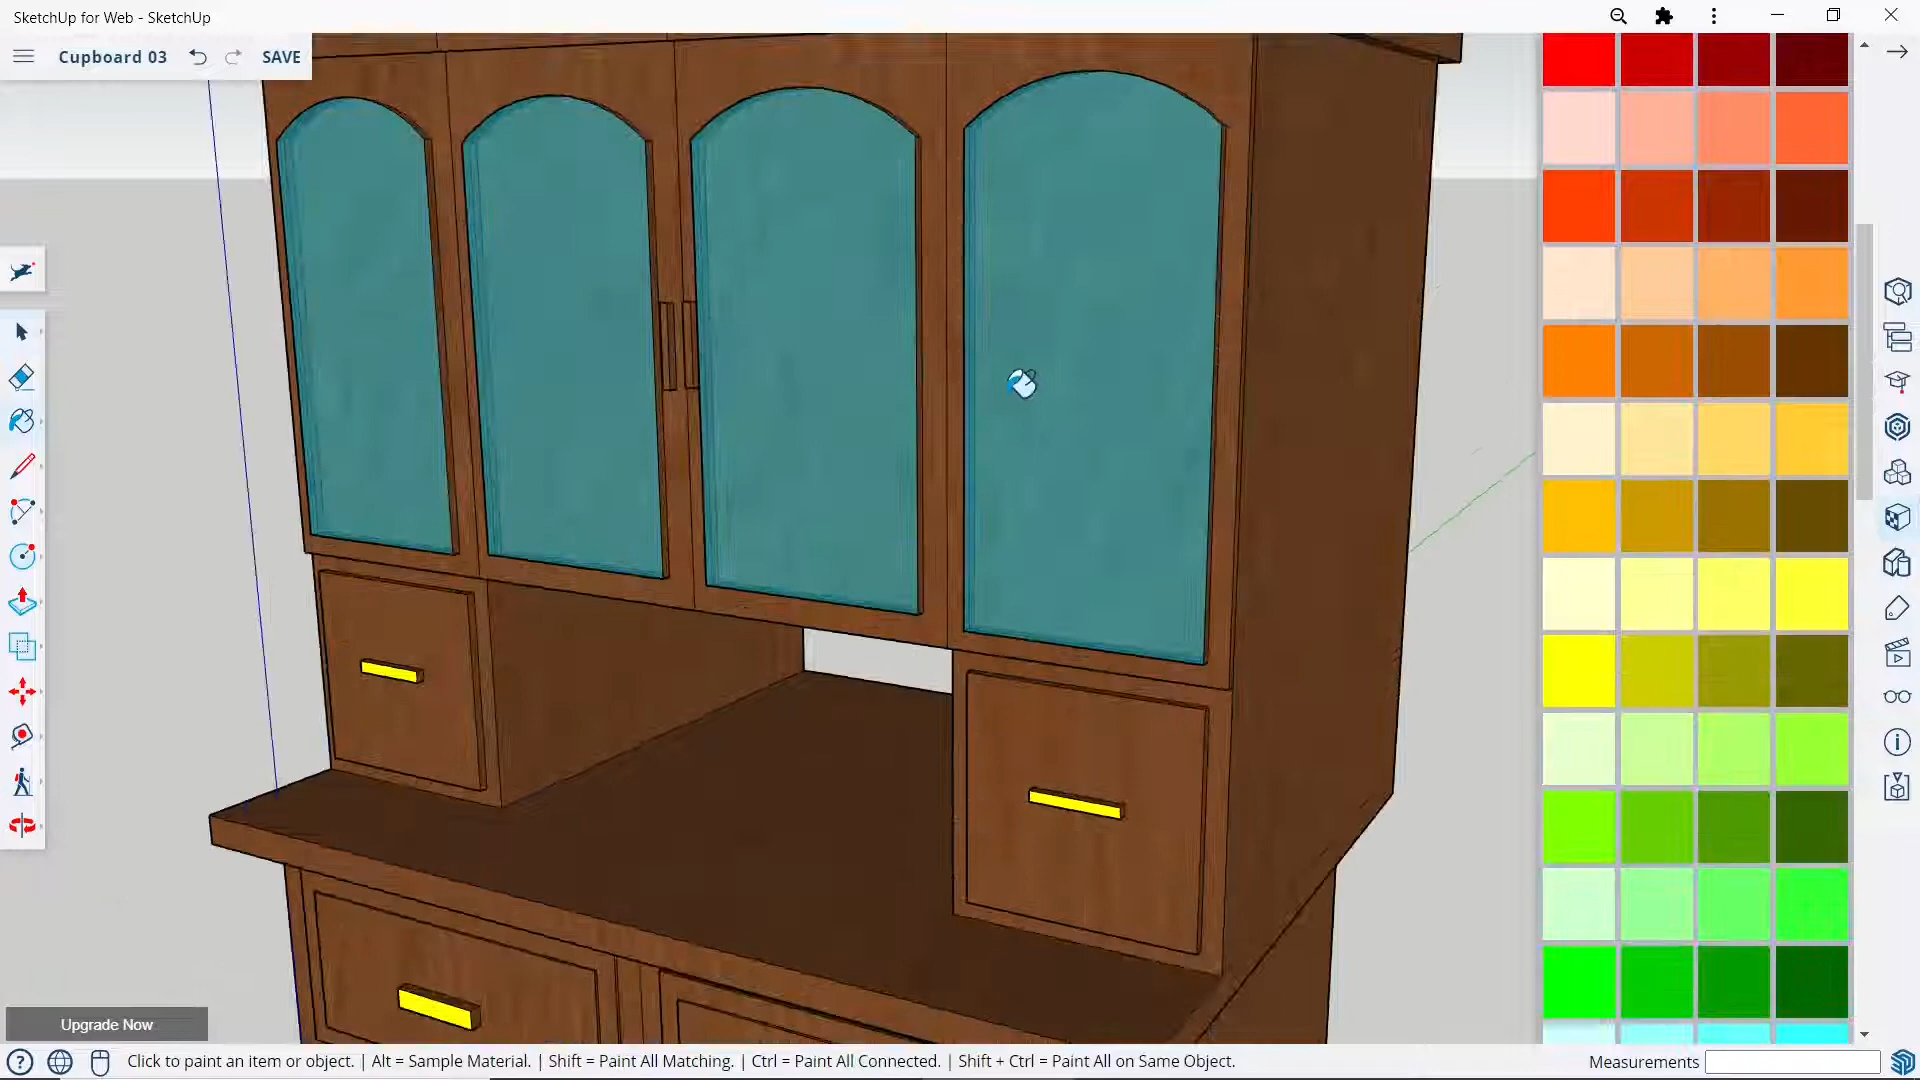 SketchUp for Web - SketchUp
Cupboard 03
SAVE
Upgrade Now
Click to paint an item or object. | Alt = Sample Material. | Shift = Paint All Matching. | Ctrl = Paint All Connected. | Shift + Ctrl = Paint All on Same Object.
Measurements